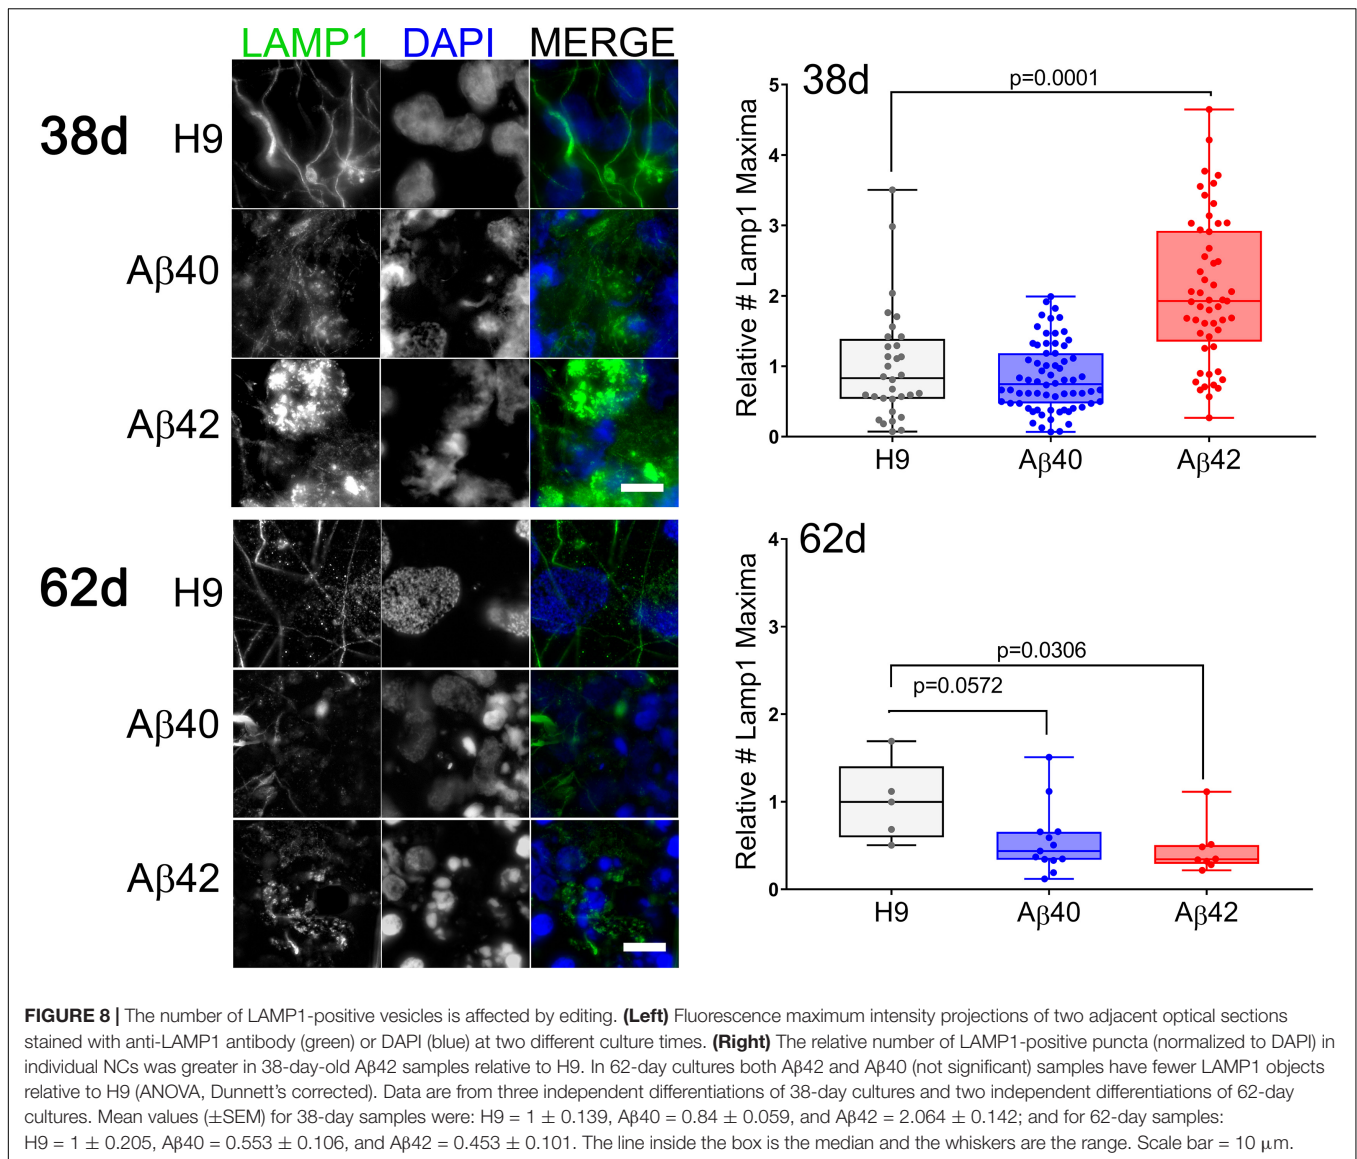 LAMP1 DAPI MERGE
38d H9
Aβ40
Aβ42
62d H9
Aβ40
Aβ42
38d
p=0.0001
Relative # Lamp1 Maxima
5
4
3
2
1
0
H9 Aβ40 Aβ42
62d
p=0.0306
p=0.0572
Relative # Lamp1 Maxima
4
3
2
1
0
H9 Aβ40 Aβ42
FIGURE 8 | The number of LAMP1-positive vesicles is affected by editing. (Left) Fluorescence maximum intensity projections of two adjacent optical sections
stained with anti-LAMP1 antibody (green) or DAPI (blue) at two different culture times. (Right) The relative number of LAMP1-positive puncta (normalized to DAPI) in
individual NCs was greater in 38-day-old Aβ42 samples relative to H9. In 62-day cultures both Aβ42 and Aβ40 (not significant) samples have fewer LAMP1 objects
relative to H9 (ANOVA, Dunnett's corrected). Data are from three independent differentiations of 38-day cultures and two independent differentiations of 62-day
cultures. Mean values (±SEM) for 38-day samples were: H9 = 1 ± 0.139, Aβ40 = 0.84 ± 0.059, and Aβ42 = 2.064 ± 0.142; and for 62-day samples:
H9 = 1 ± 0.205, Aβ40 = 0.553 ± 0.106, and Aβ42 = 0.453 ± 0.101. The line inside the box is the median and the whiskers are the range. Scale bar = 10 μm.